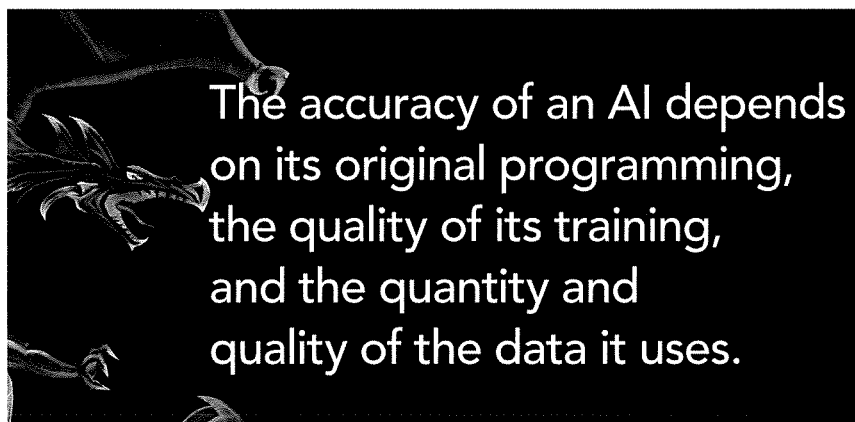 The accuracy of an AI depends
on its original programming,
the quality of its training,
and the quantity and
quality of the data it uses.